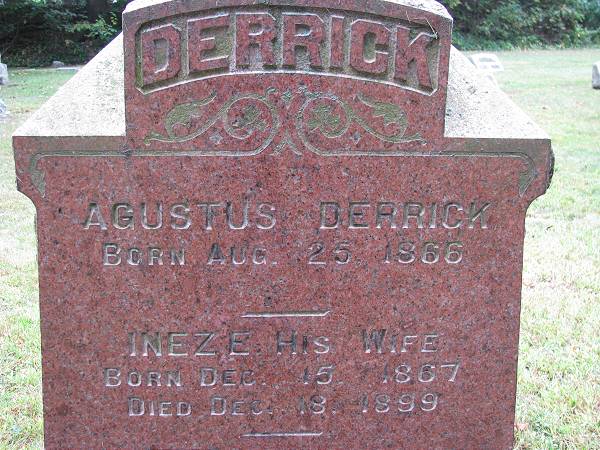 DERRICK
AGUSTUS DERRICK
BORN AUG. 25. 1866
INEZ E. HIS WIFE
BORN DEC. 15. 1867
DIED DEC. 18. 1899